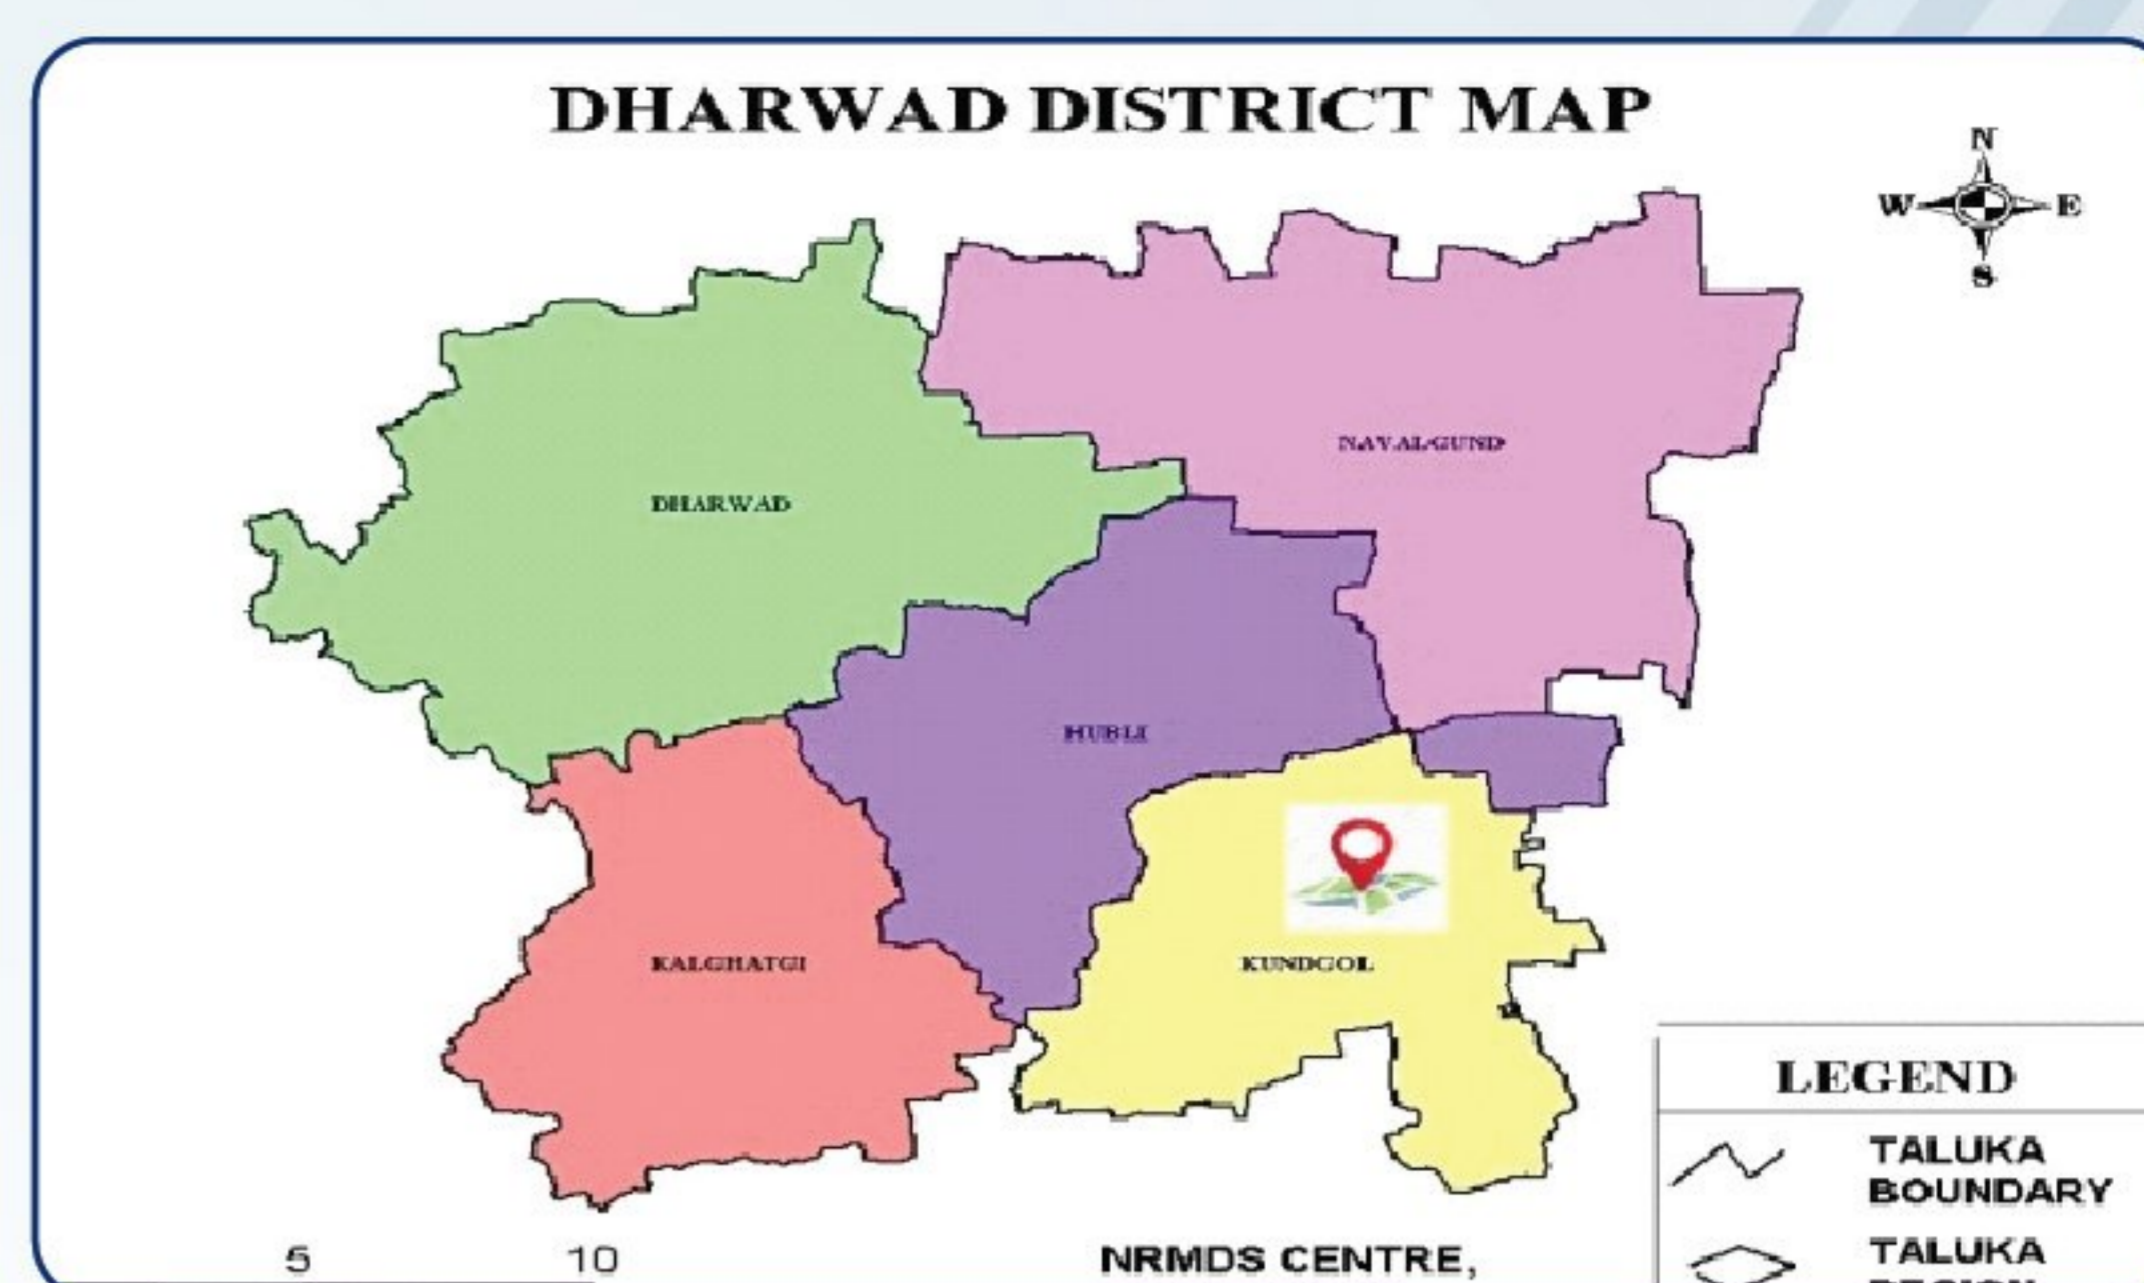 DHARWAD DISTRICT MAP
N
W E
S
NAVALGUND
DHARWAD
HUBLI
KALGHATGI
KUNDGOL
LEGEND
TALUKA
BOUNDARY
TALUKA
5 10
NRMDS CENTRE,